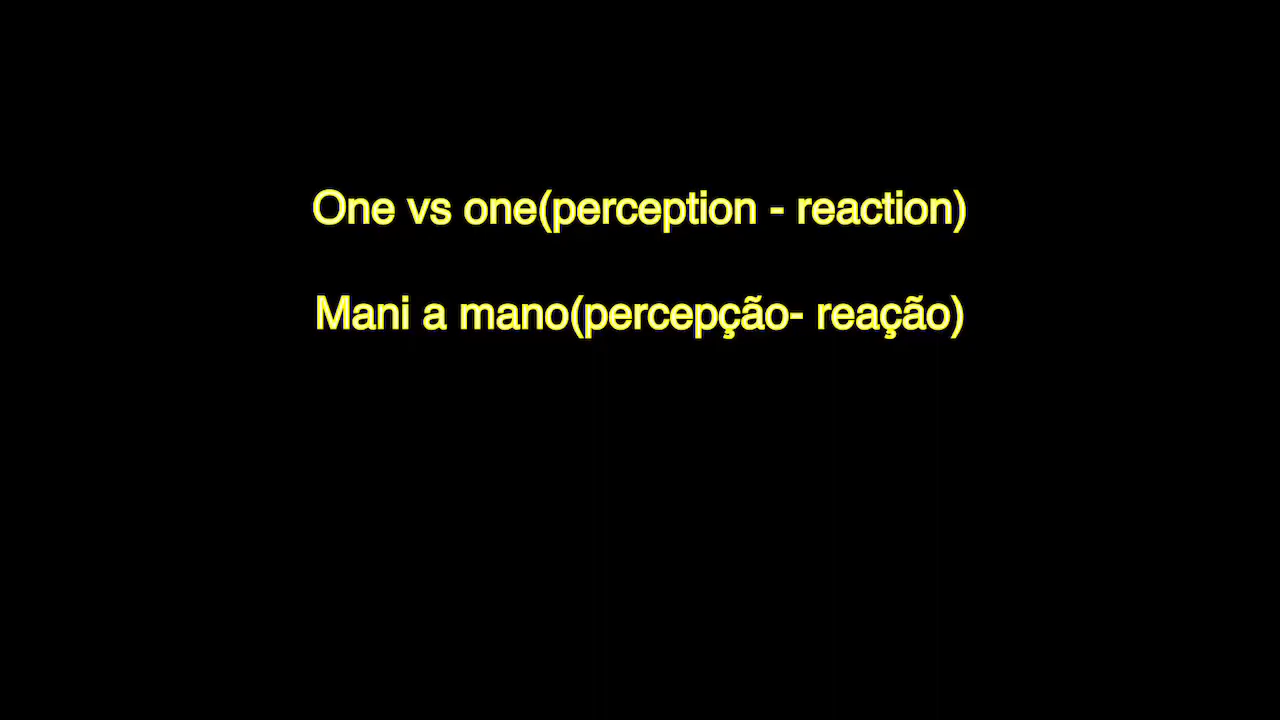 One vs one(perception - reaction)
Mani a mano(percepção- reação)